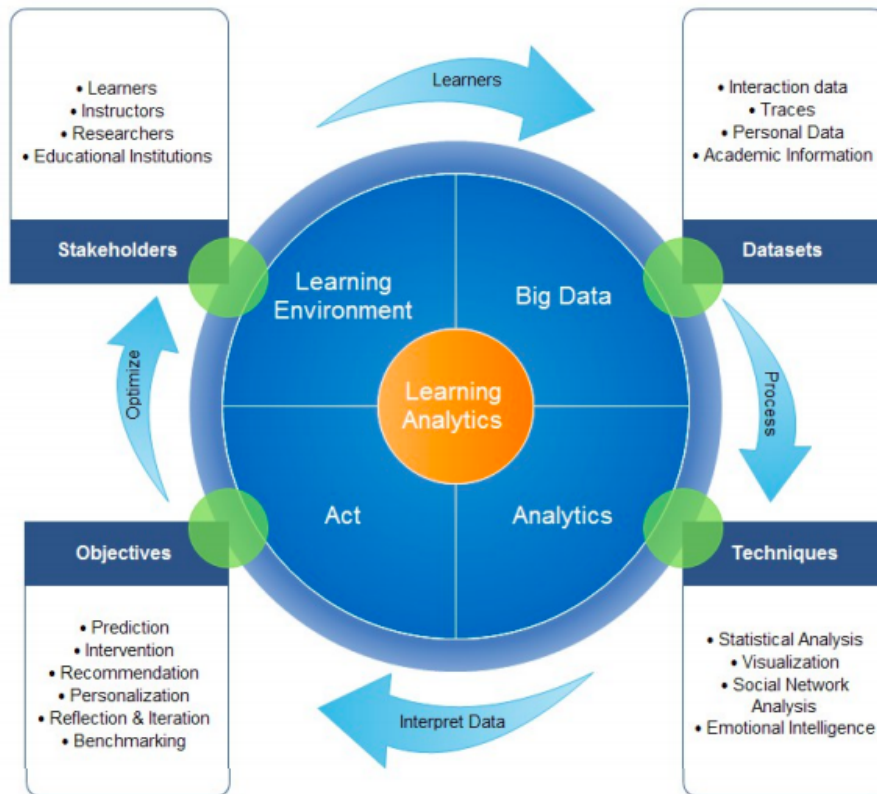 • Learners
• Instructors
• Researchers
• Educational Institutions
Stakeholders
Learners
• Interaction data
• Traces
• Personal Data
• Academic Information
Datasets
Learning
Environment
Big Data
Learning
Analytics
Optimize
Process
Act
Analytics
Objectives
• Prediction
• Intervention
• Recommendation
• Personalization
• Reflection & Iteration
• Benchmarking
Interpret Data
Techniques
• Statistical Analysis
• Visualization
• Social Network
Analysis
• Emotional Intelligence